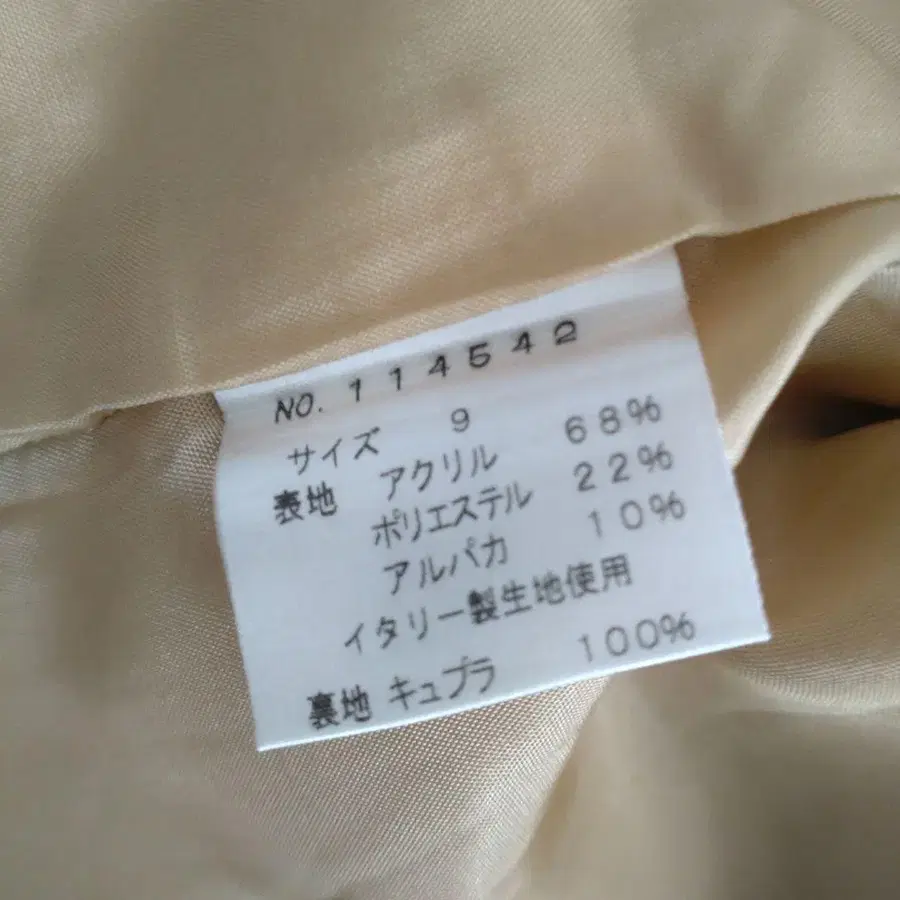 NO. 114542
サイズ 9
表地 アクリル 68%
ポリエステル 22%
アルパカ 10%
イタリー製生地使用
裏地 キュプラ 100%